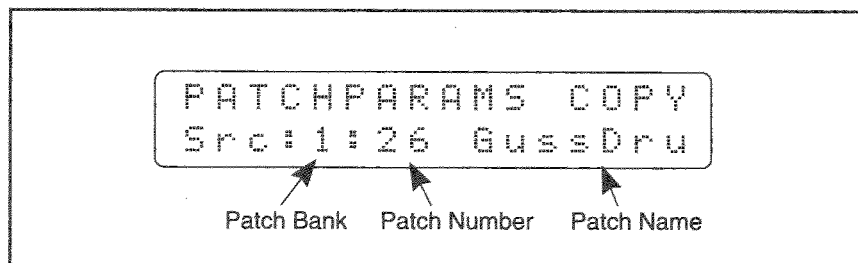 PATCHPARAMS COPY
Src:1:26 GussDru
Patch Bank Patch Number Patch Name